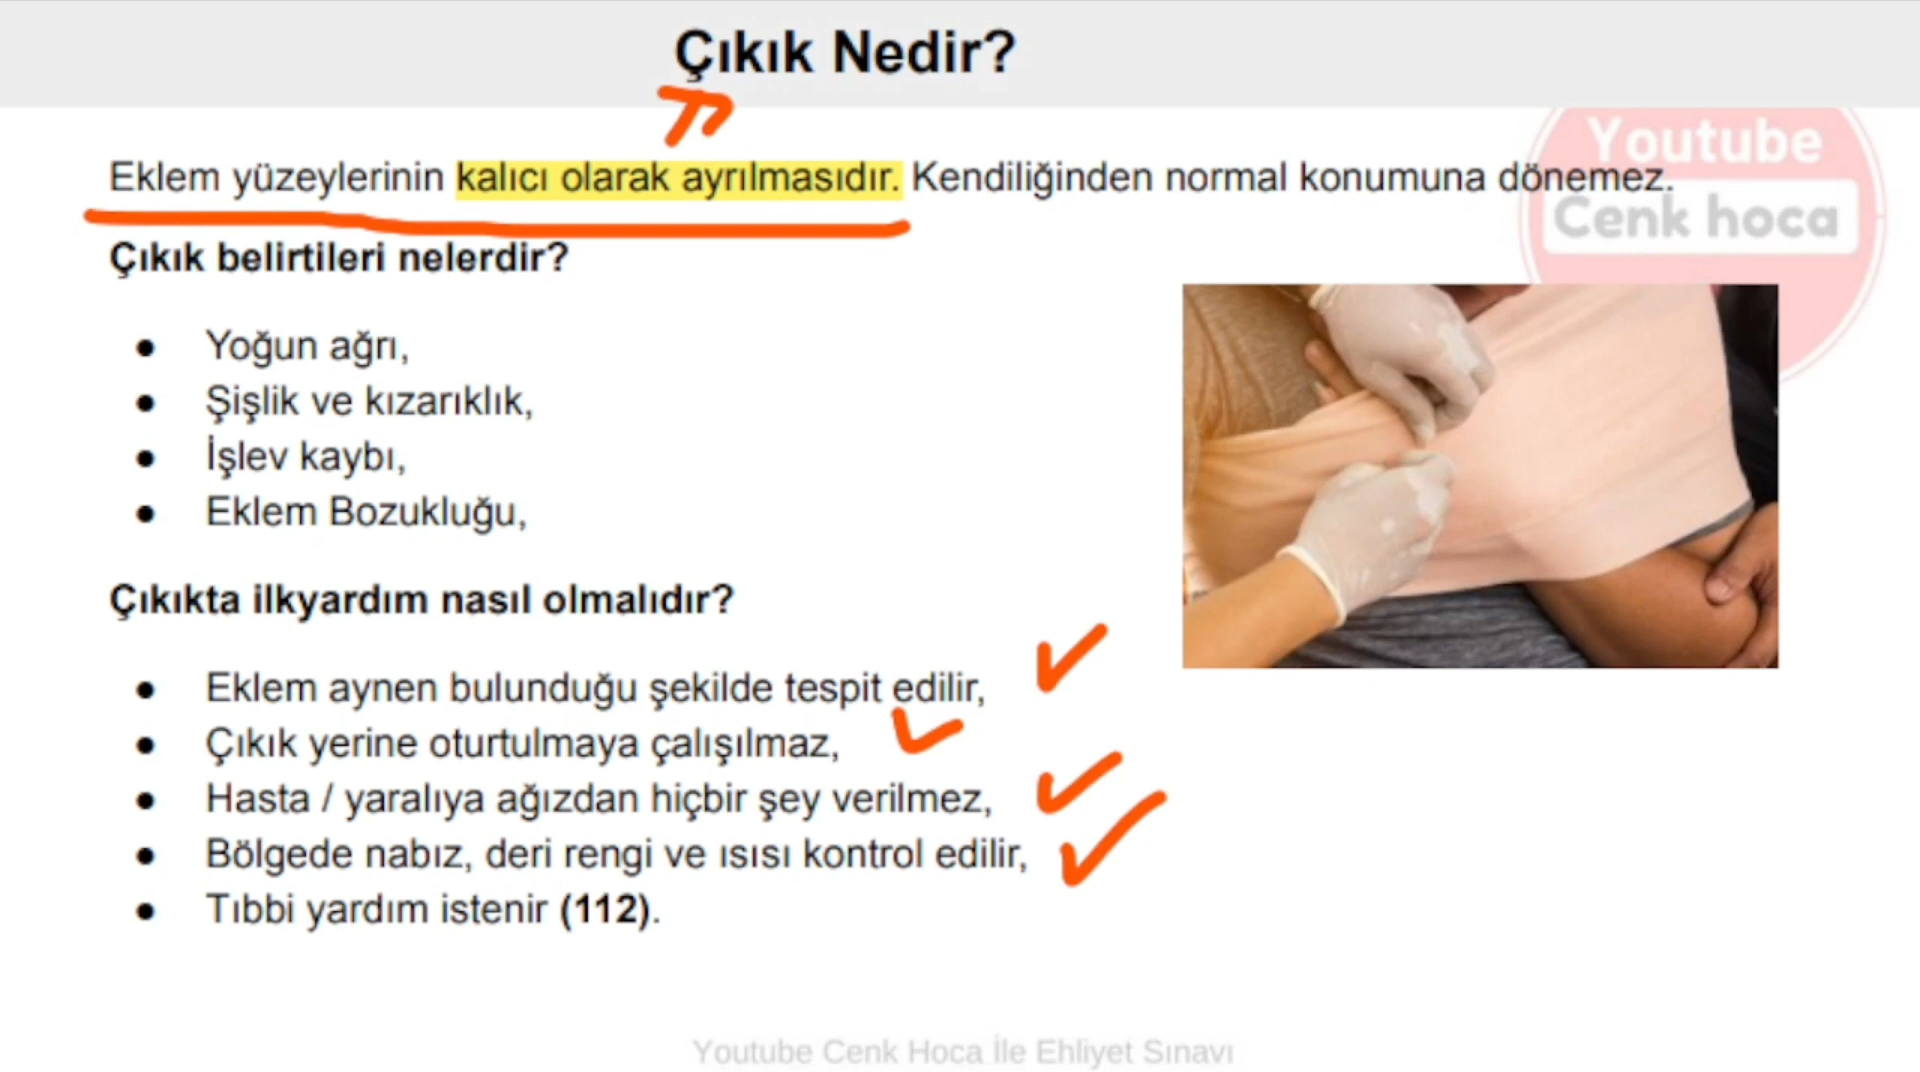 Çıkık Nedir?
Youtube
Cenk hoca
Eklem yüzeylerinin kalıcı olarak ayrılmasıdır. Kendiliğinden normal konumuna dönemez.
Çıkık belirtileri nelerdir?
● Yoğun ağrı,
● Şişlik ve kızarıklık,
● İşlev kaybı,
● Eklem Bozukluğu,
Çıkıkta ilkyardım nasıl olmalıdır?
● Eklem aynen bulunduğu şekilde tespit edilir,
● Çıkık yerine oturtulmaya çalışılmaz,
● Hasta / yaralıya ağızdan hiçbir şey verilmez,
● Bölgede nabız, deri rengi ve ısısı kontrol edilir,
● Tıbbi yardım istenir (112).
Youtube Cenk Hoca İle Ehliyet Sınavı